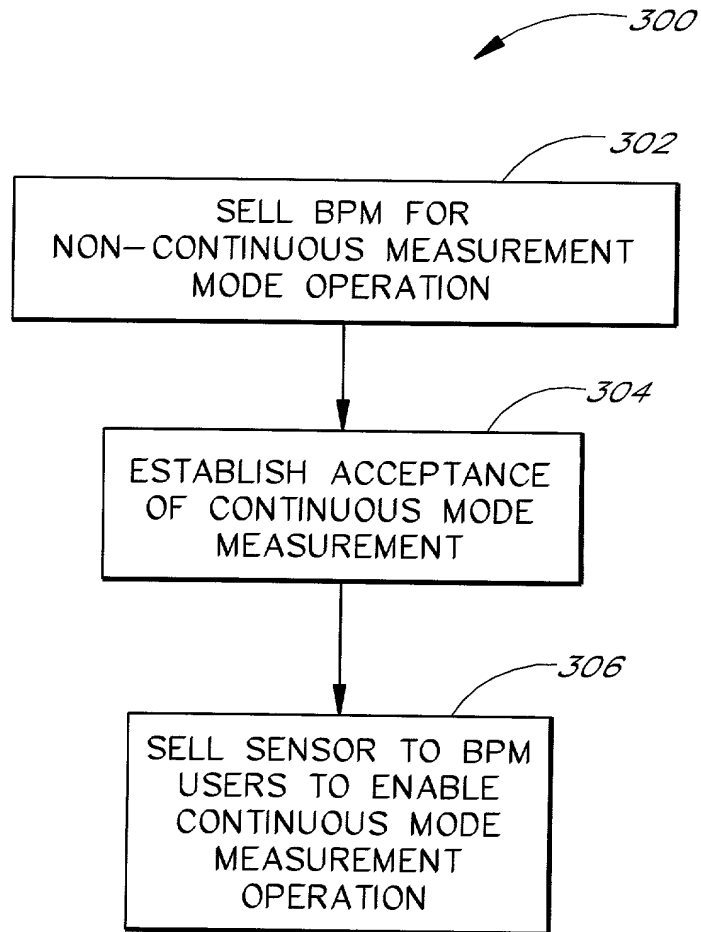 300
302
SELL BPM FOR
NON-CONTINUOUS MEASUREMENT
MODE OPERATION
304
ESTABLISH ACCEPTANCE
OF CONTINUOUS MODE
MEASUREMENT
306
SELL SENSOR TO BPM
USERS TO ENABLE
CONTINUOUS MODE
MEASUREMENT
OPERATION